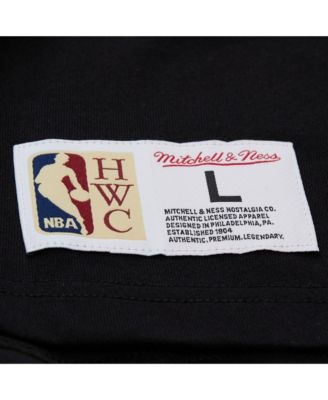 NBA
H
W
C
Mitchell & Ness
L
MITCHELL & NESS NOSTALGIA CO.
AUTHENTIC LICENSED APPAREL
DESIGNED IN PHILADELPHIA, PA.
ESTABLISHED 1904
AUTHENTIC. PREMIUM. LEGENDARY.